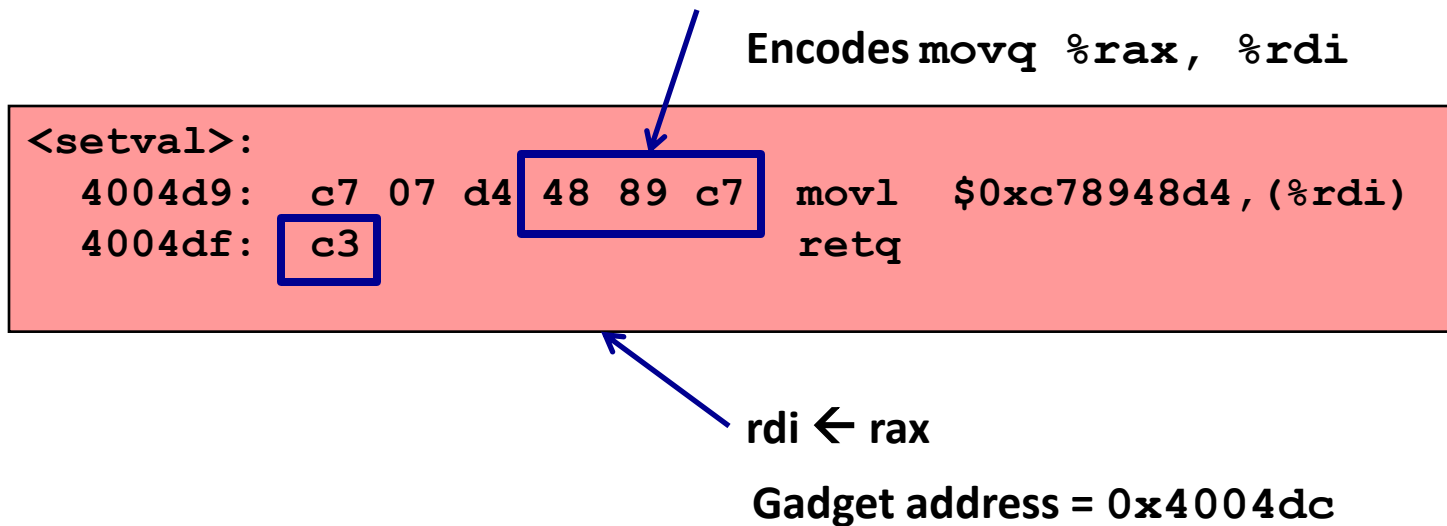 Encodes movq %rax, %rdi
<setval>:
4004d9: c7 07 d4 48 89 c7 movl $0xc78948d4,(%rdi)
4004df: c3 retq
rdi ← rax
Gadget address = 0x4004dc